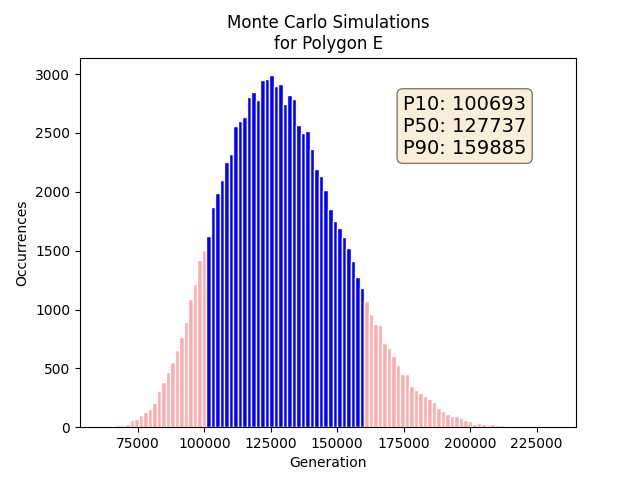 Monte Carlo Simulations
for Polygon E
P10: 100693
P50: 127737
P90: 159885
Occurrences
3000
2500
2000
1500
1000
500
0
75000 100000 125000 150000 175000 200000 225000
Generation